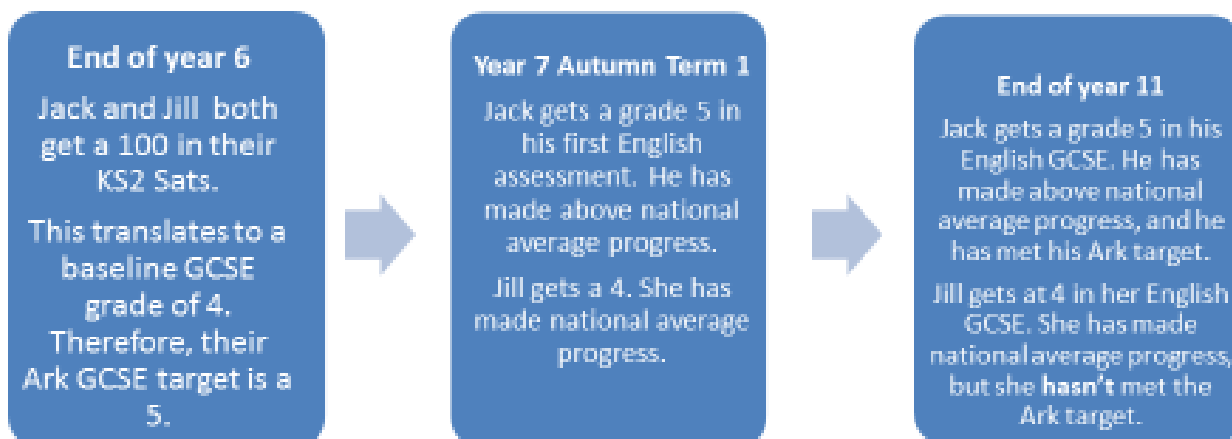 End of year 6
Jack and Jill both
get a 100 in their
KS2 Sats.
This translates to a
baseline GCSE
grade of 4.
Therefore, their
Ark GCSE target is a
5.
Year 7 Autumn Term 1
Jack gets a grade 5 in
his first English
assessment. He has
made above national
average progress.
Jill gets a 4. She has
made national average
progress.
End of year 11
Jack gets a grade 5 in his
English GCSE. He has
made above national
average progress, and he
has met his Ark target.
Jill gets at 4 in her English
GCSE. She has made
national average progress,
but she hasn't met the
Ark target.